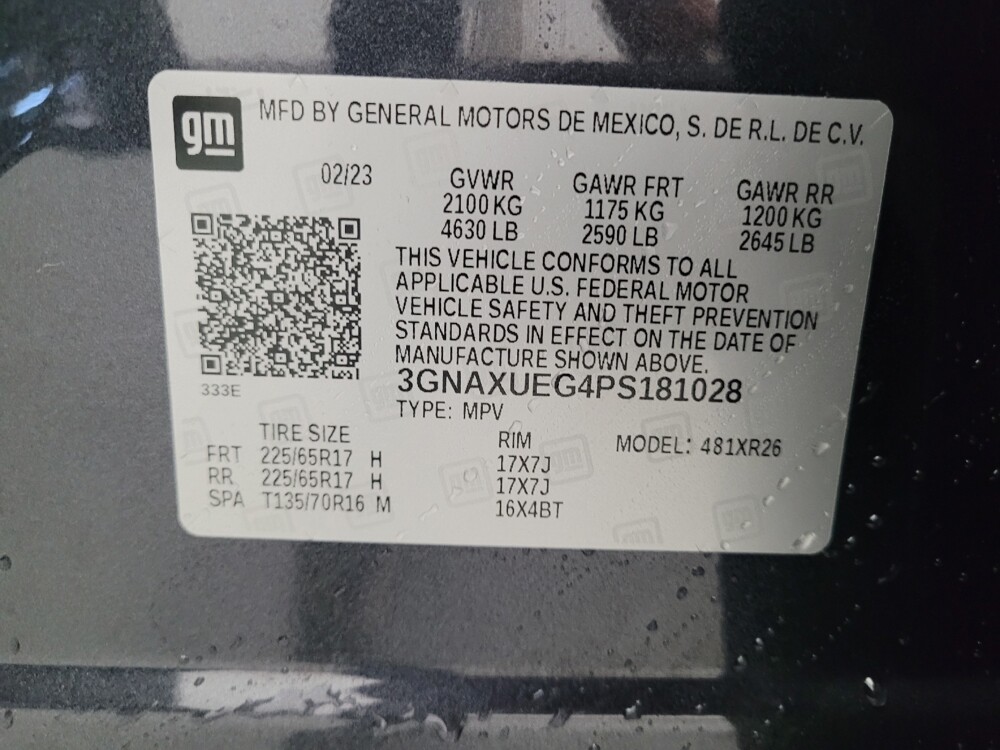 gm
MFD BY GENERAL MOTORS DE MEXICO, S. DE R.L. DE C.V.
02/23
GVWR GAWR FRT GAWR RR
2100 KG 1175 KG 1200 KG
4630 LB 2590 LB 2645 LB
THIS VEHICLE CONFORMS TO ALL
APPLICABLE U.S. FEDERAL MOTOR
VEHICLE SAFETY AND THEFT PREVENTION
STANDARDS IN EFFECT ON THE DATE OF
MANUFACTURE SHOWN ABOVE.
333E
3GNAXUEG4PS181028
TYPE: MPV
TIRE SIZE RIM MODEL: 481XR26
FRT 225/65R17 H 17X7J
RR 225/65R17 H 17X7J
SPA T135/70R16 M 16X4BT